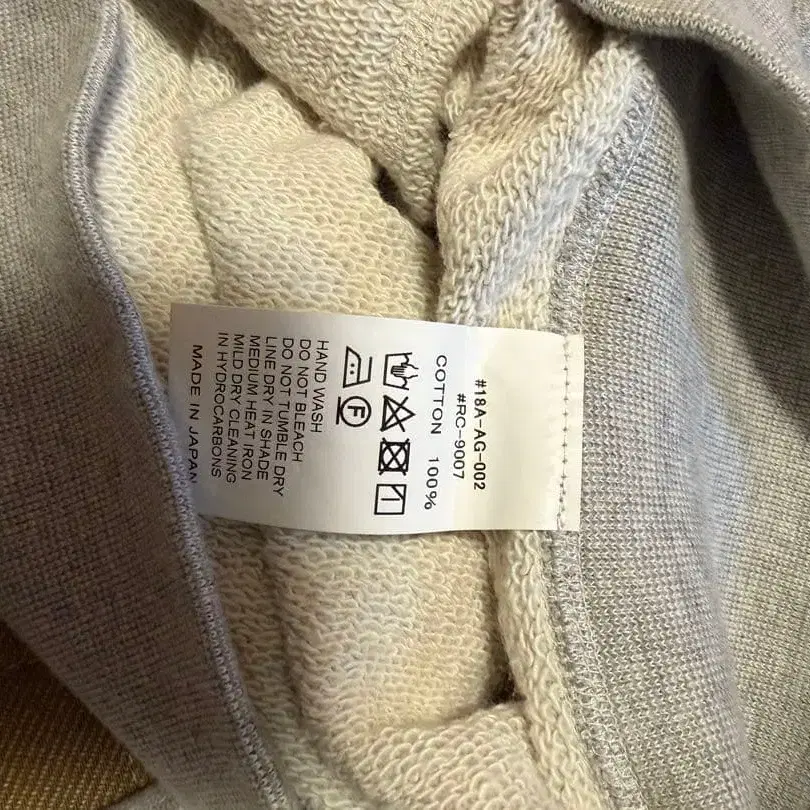 #18A-AG-002
#RC-9007
COTTON 100%
HAND WASH
DO NOT BLEACH
DO NOT TUMBLE DRY
LINE DRY IN SHADE
MEDIUM HEAT IRON
MILD DRY CLEANING
IN HYDROCARBONS
MADE IN JAPAN